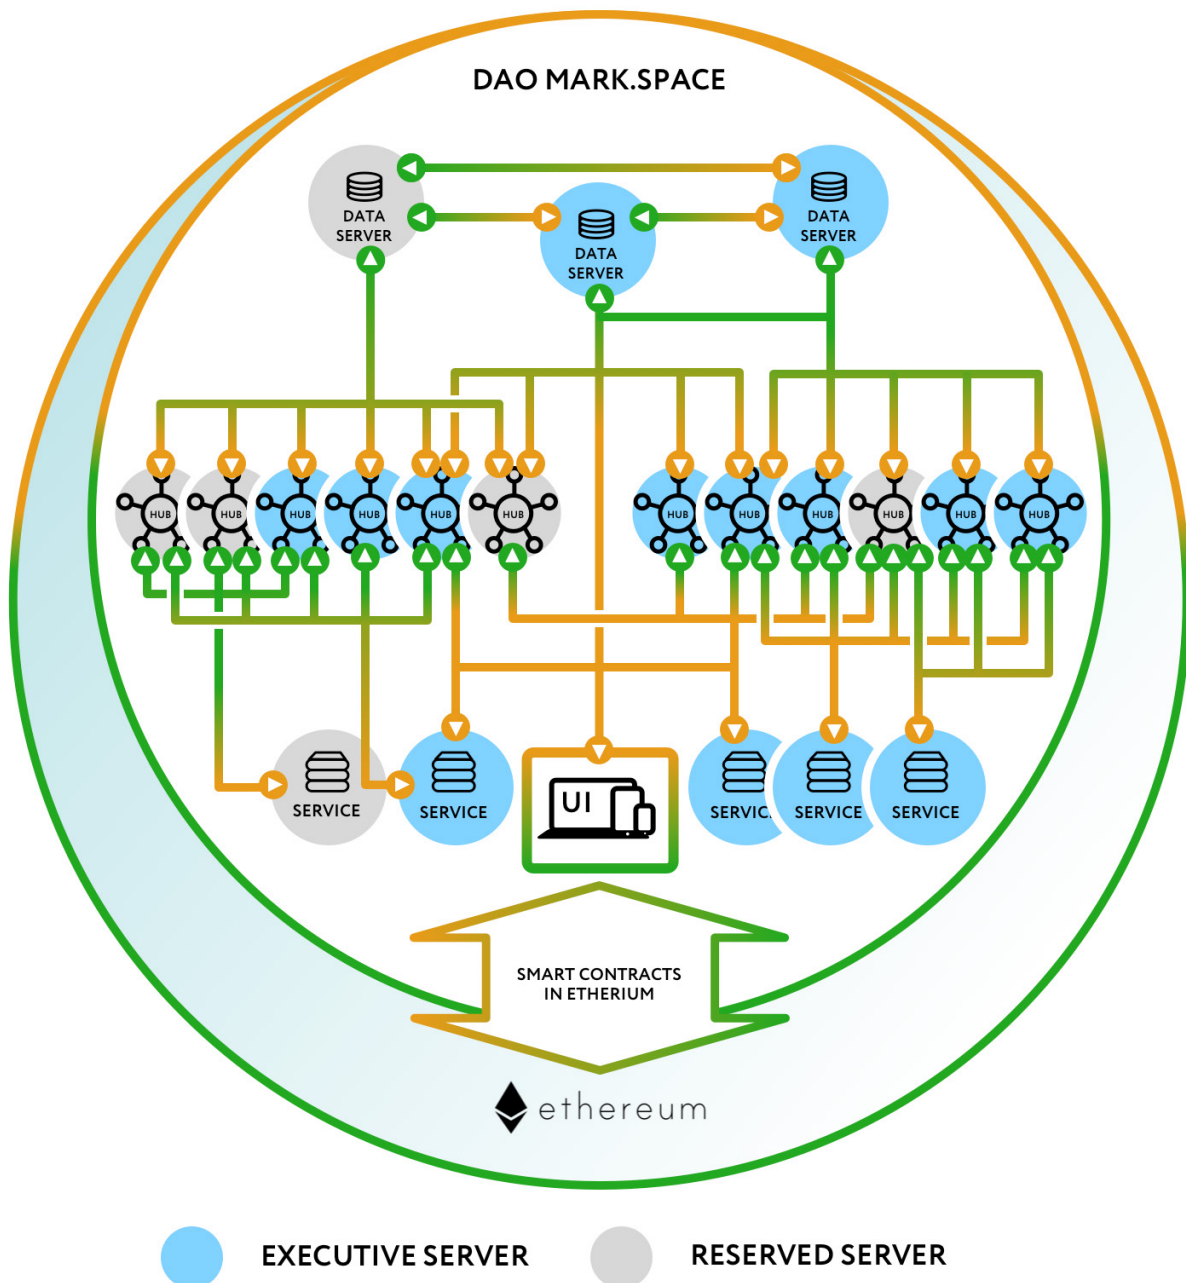 DAO MARK.SPACE
DATA
SERVER
DATA
SERVER
DATA
SERVER
HUB
HUB
HUB
HUB
HUB
HUB
HUB
HUB
HUB
HUB
HUB
HUB
SERVICE
SERVICE
UI
SERVIC
SERVICE
SERVICE
SMART CONTRACTS
IN ETHERIUM
ethereum
EXECUTIVE SERVER
RESERVED SERVER